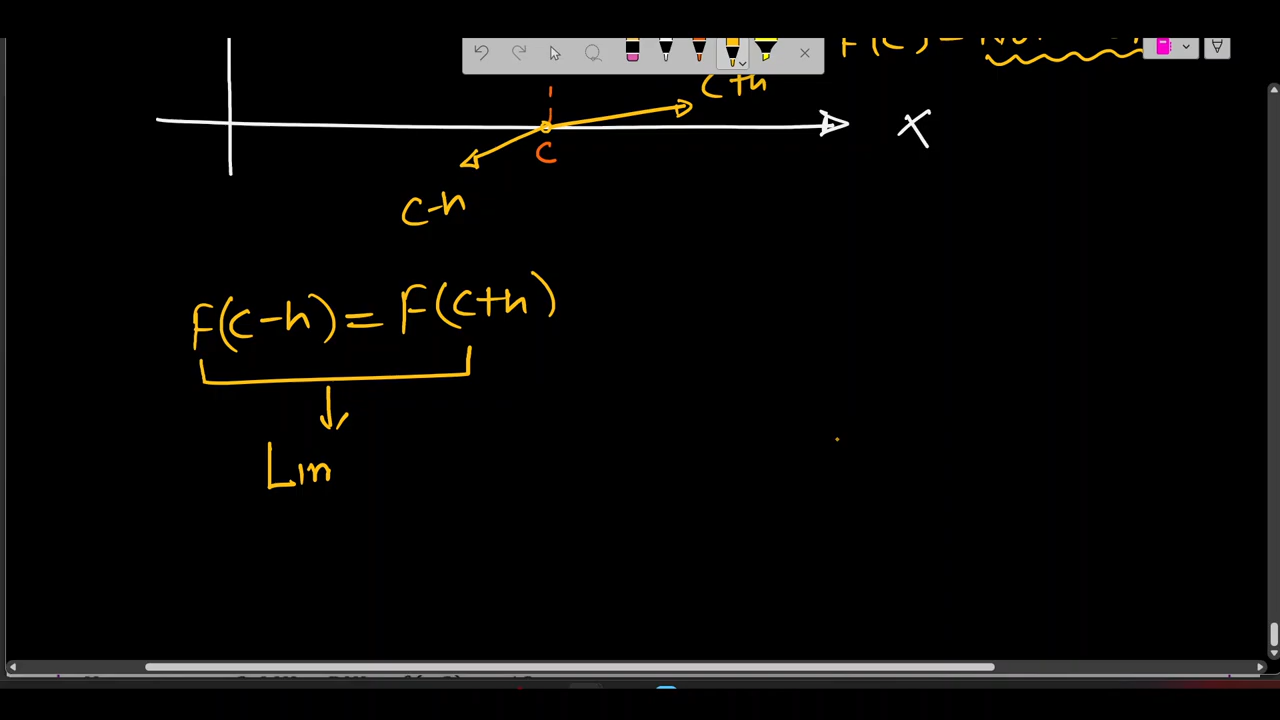 C+h
X
C
C-h
F(C-h) = F(C+h)
Lim